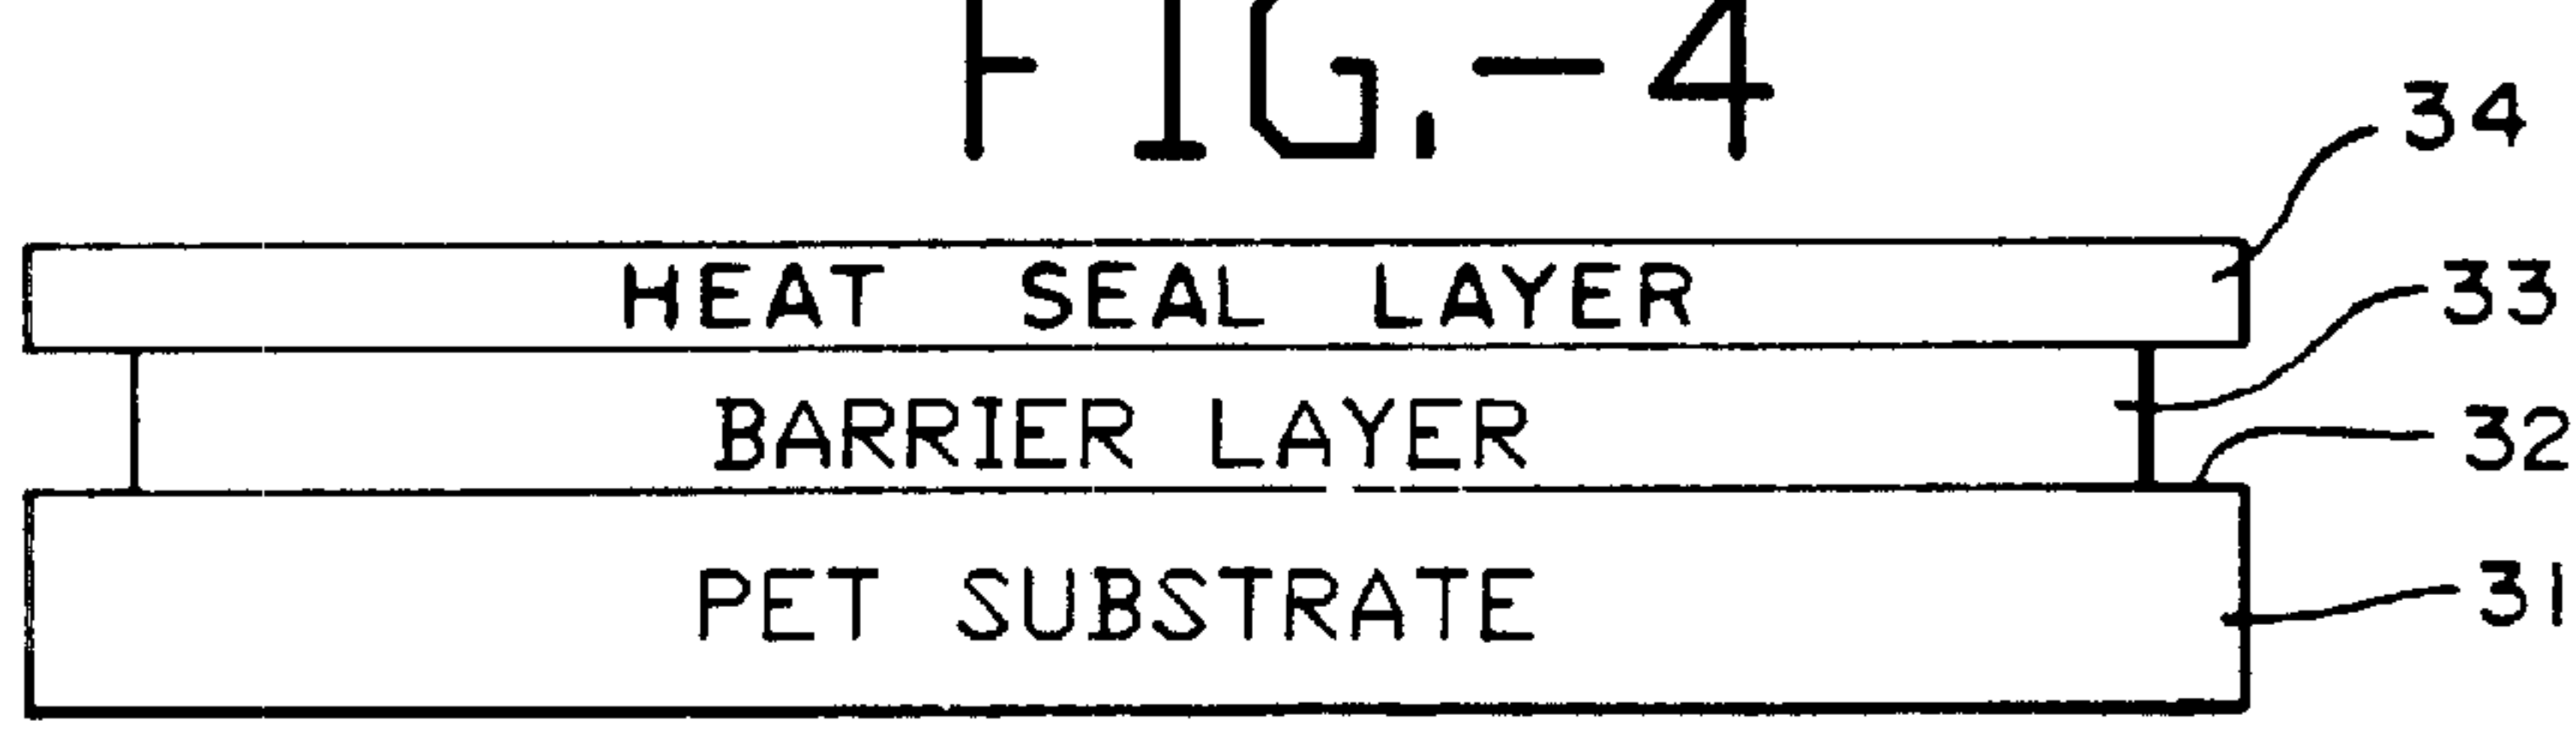 FIG.-4
34
HEAT SEAL LAYER
33
BARRIER LAYER
32
PET SUBSTRATE
31